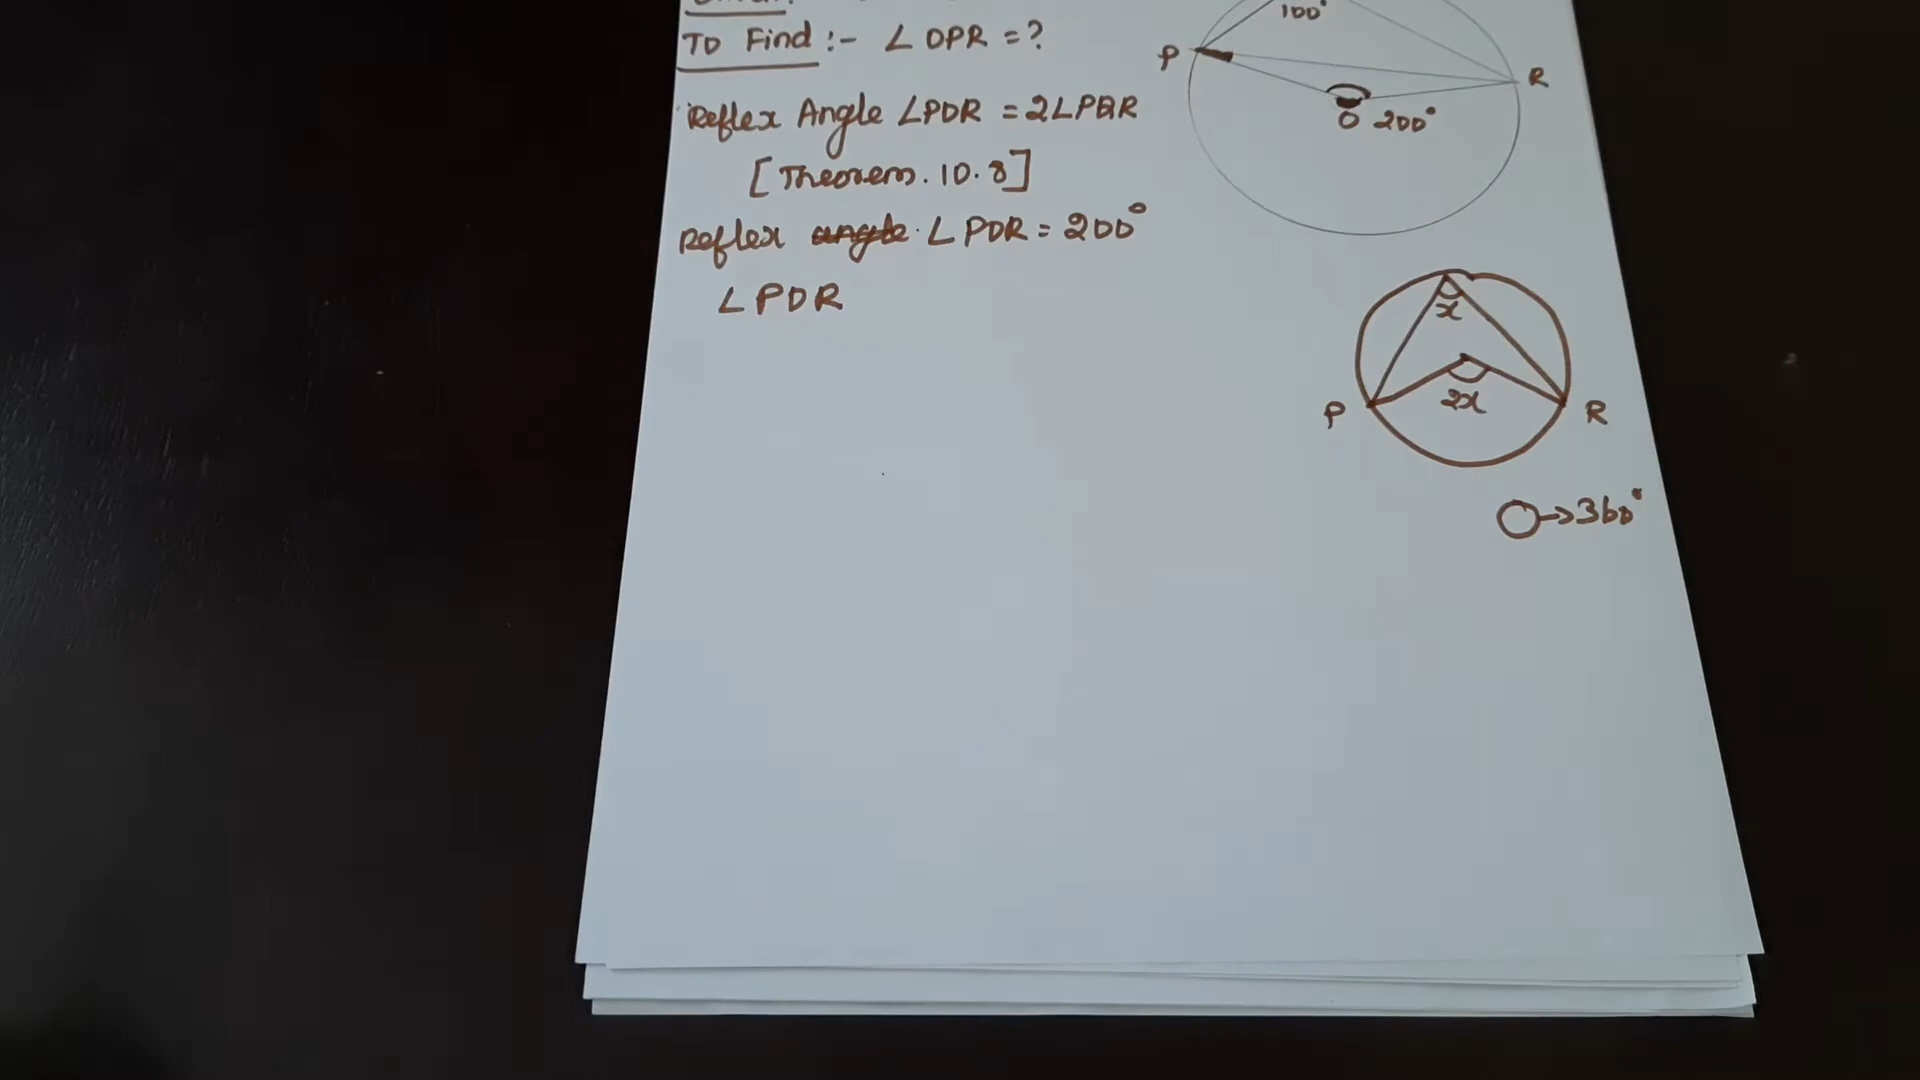 To Find :- ∠OPR = ?
Reflex Angle ∠POR = 2∠PQR
[Theorem. 10.8]
Reflex angle ∠POR = 200°
∠POR
100°
P
R
O 200°
x
2x
P
R
→360°